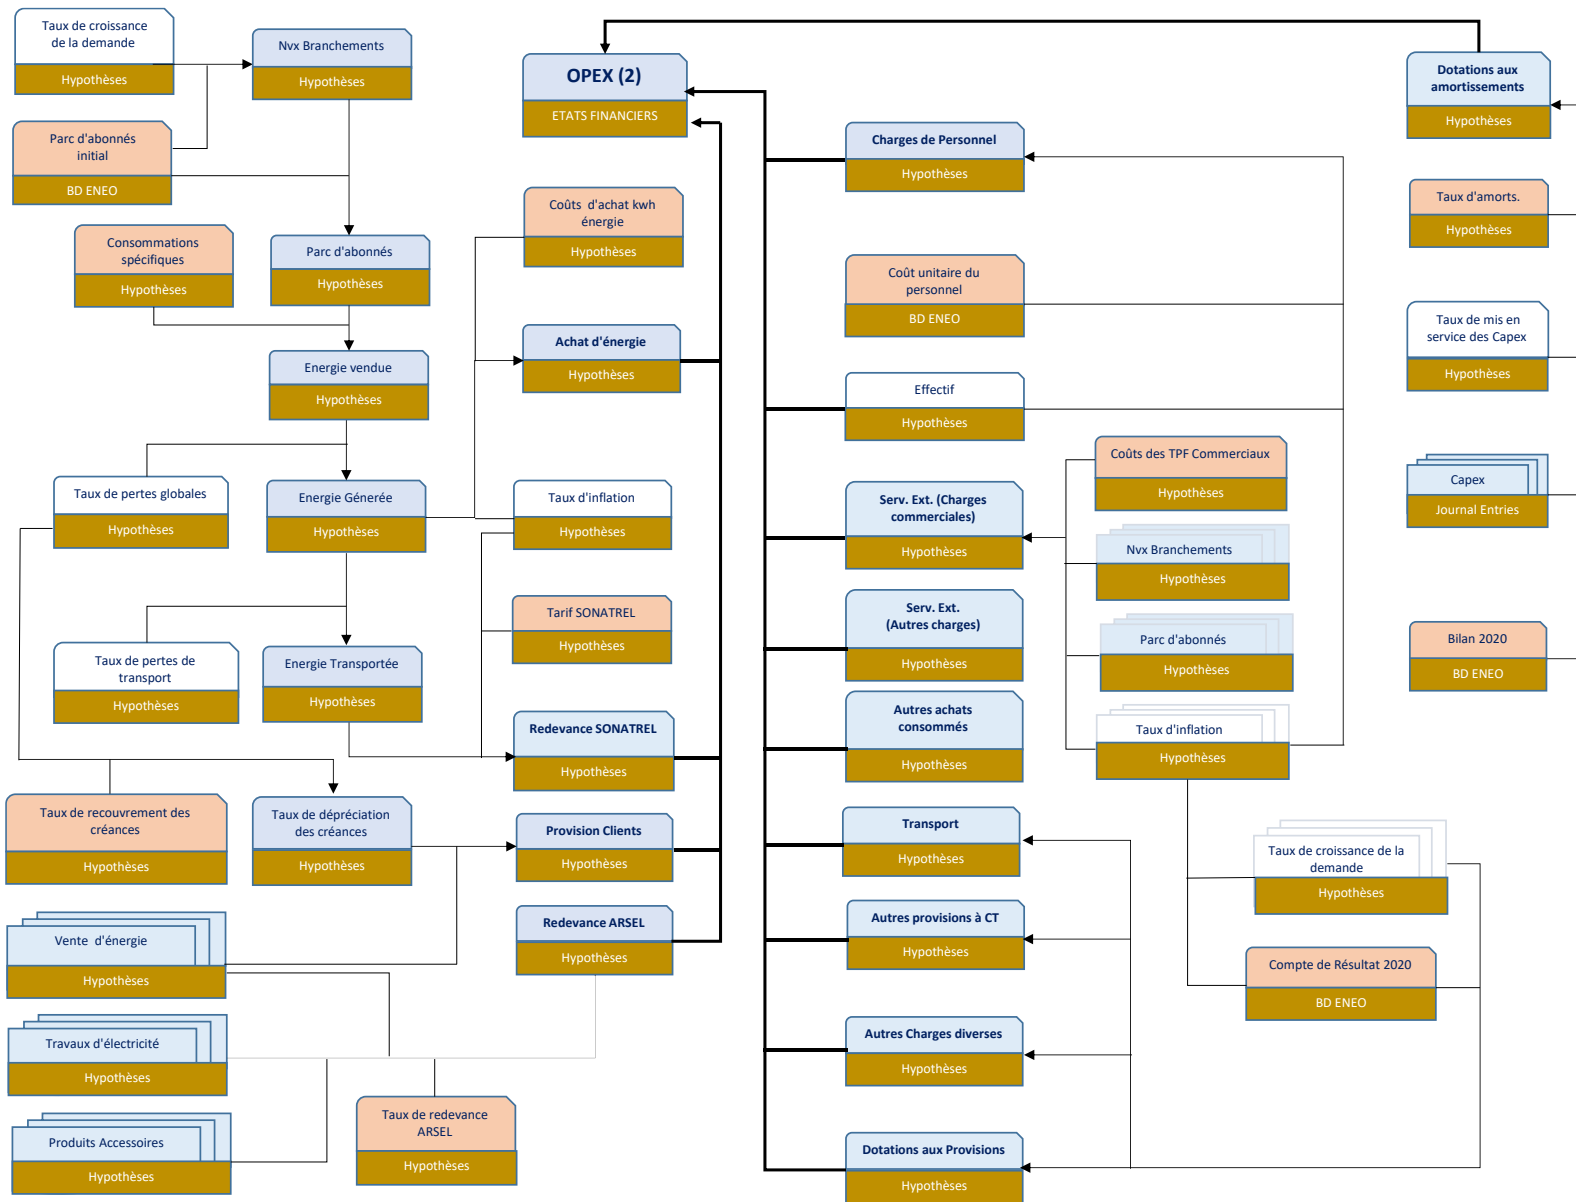 Taux de croissance
de la demande
Hypothèses
Nvx Branchements
Hypothèses
Parc d'abonnés
initial
BD ENEO
Consommations
spécifiques
Hypothèses
Parc d'abonnés
Hypothèses
Energie vendue
Hypothèses
Taux de pertes globales
Hypothèses
Energie Génerée
Hypothèses
Taux de pertes de
transport
Hypothèses
Energie Transportée
Hypothèses
Taux de recouvrement des
créances
Hypothèses
Taux de dépréciation
des créances
Hypothèses
Vente d'énergie
Hypothèses
Travaux d'électricité
Hypothèses
Produits Accessoires
Hypothèses
Taux de redevance
ARSEL
Hypothèses
OPEX (2)
ETATS FINANCIERS
Coûts d'achat kwh
énergie
Hypothèses
Achat d'énergie
Hypothèses
Taux d'inflation
Hypothèses
Tarif SONATREL
Hypothèses
Redevance SONATREL
Hypothèses
Provision Clients
Hypothèses
Redevance ARSEL
Hypothèses
Charges de Personnel
Hypothèses
Coût unitaire du
personnel
BD ENEO
Effectif
Hypothèses
Serv. Ext. (Charges
commerciales)
Hypothèses
Serv. Ext.
(Autres charges)
Hypothèses
Autres achats
consommés
Hypothèses
Transport
Hypothèses
Autres provisions à CT
Hypothèses
Autres Charges diverses
Hypothèses
Dotations aux Provisions
Hypothèses
Coûts des TPF Commerciaux
Hypothèses
Nvx Branchements
Hypothèses
Parc d'abonnés
Hypothèses
Taux d'inflation
Hypothèses
Taux de croissance de la
demande
Hypothèses
Compte de Résultat 2020
BD ENEO
Dotations aux
amortissements
Hypothèses
Taux d'amorts.
Hypothèses
Taux de mis en
service des Capex
Hypothèses
Capex
Journal Entries
Bilan 2020
BD ENEO